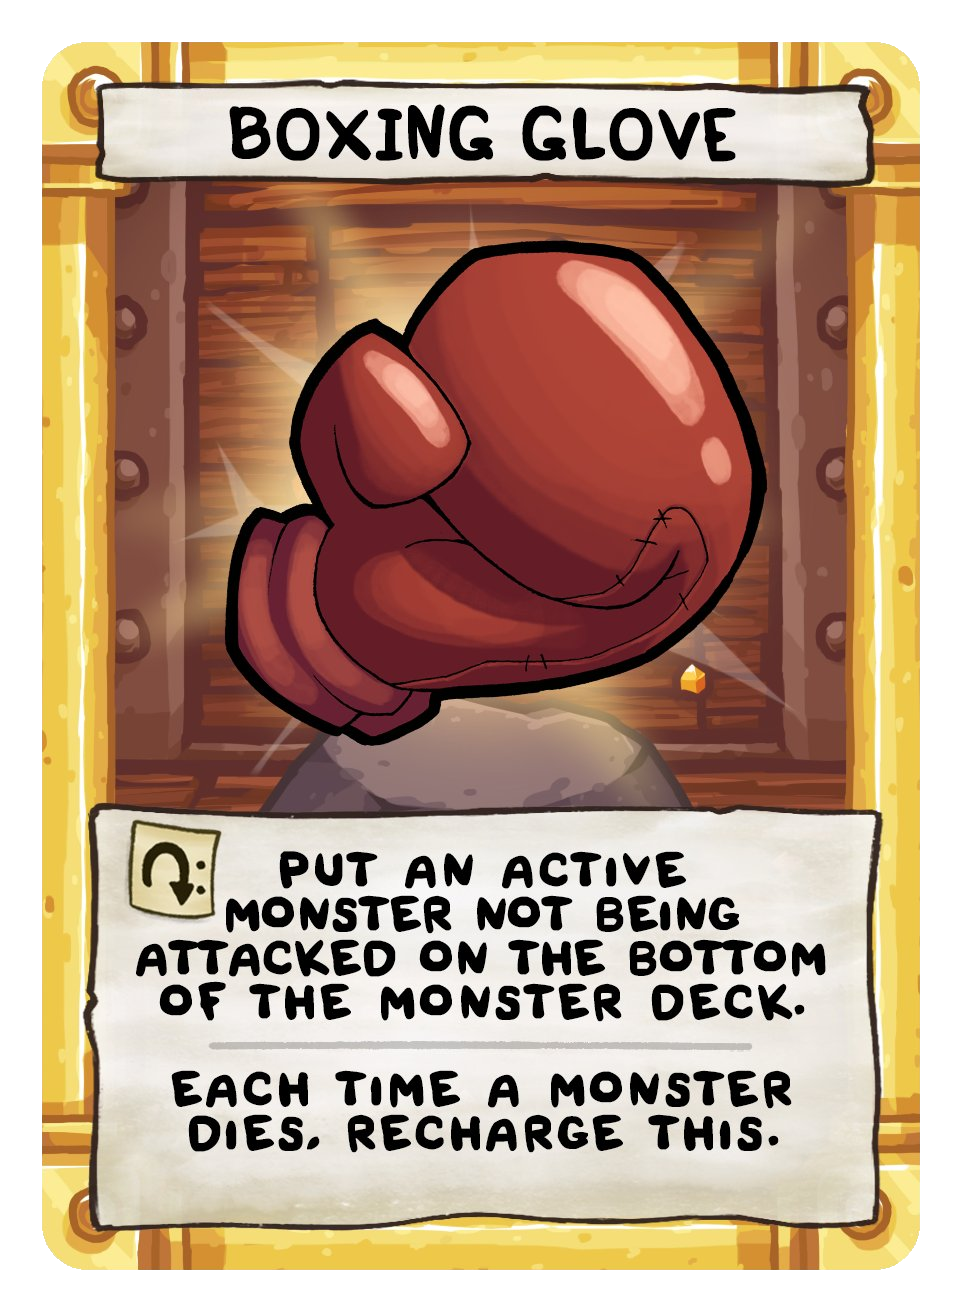 BOXING GLOVE
PUT AN ACTIVE
MONSTER NOT BEING
ATTACKED ON THE BOTTOM
OF THE MONSTER DECK.
EACH TIME A MONSTER
DIES, RECHARGE THIS.